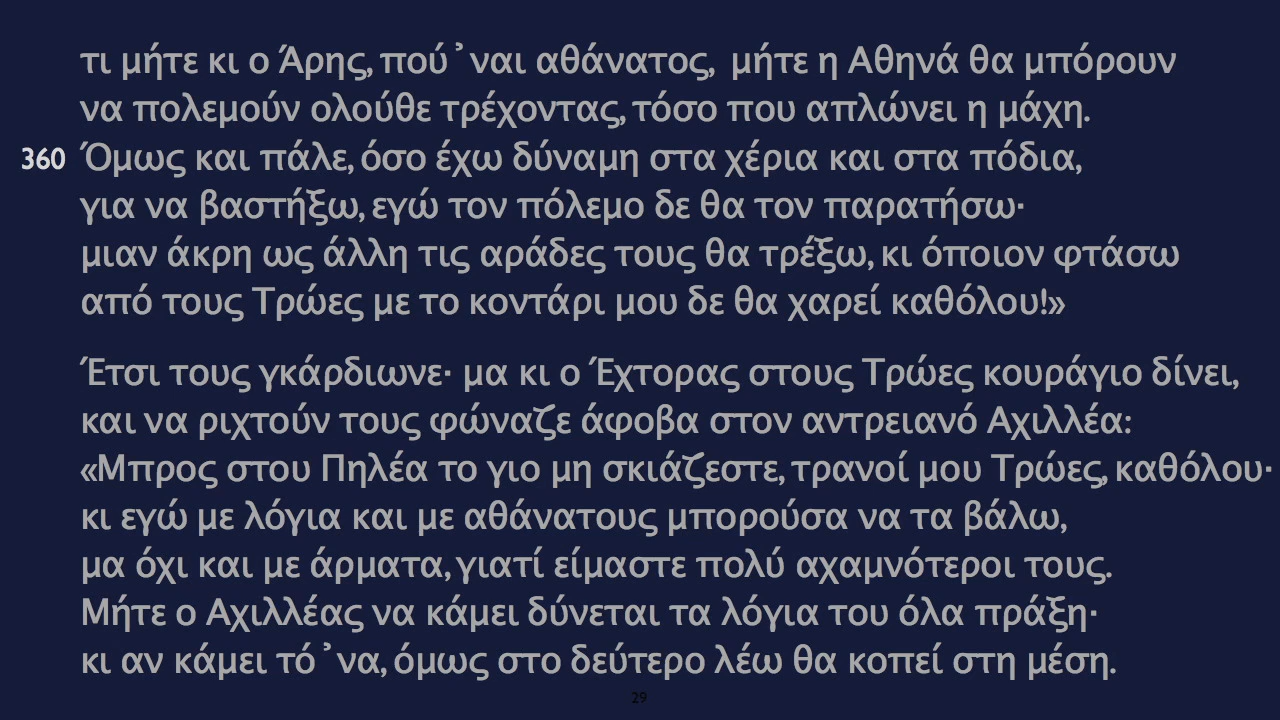 τι μήτε κι ο Άρης, πού᾿ναι αθάνατος, μήτε η Αθηνά θα μπόρουν
να πολεμούν ολούθε τρέχοντας, τόσο που απλώνει η μάχη.
360 Όμως και πάλε, όσο έχω δύναμη στα χέρια και στα πόδια,
για να βαστήξω, εγώ τον πόλεμο δε θα τον παρατήσω·
μιαν άκρη ως άλλη τις αράδες τους θα τρέξω, κι όποιον φτάσω
από τους Τρώες με το κοντάρι μου δε θα χαρεί καθόλου!»
Έτσι τους γκάρδιωνε· μα κι ο Έχτορας στους Τρώες κουράγιο δίνει,
και να ριχτούν τους φώναζε άφοβα στον αντρειανό Αχιλλέα:
«Μπρος στου Πηλέα το γιο μη σκιάζεστε, τρανοί μου Τρώες, καθόλου·
κι εγώ με λόγια και με αθάνατους μπορούσα να τα βάλω,
μα όχι και με άρματα, γιατί είμαστε πολύ αχαμνότεροι τους.
Μήτε ο Αχιλλέας να κάμει δύνεται τα λόγια του όλα πράξη·
κι αν κάμει τό᾿να, όμως στο δεύτερο λέω θα κοπεί στη μέση.
29